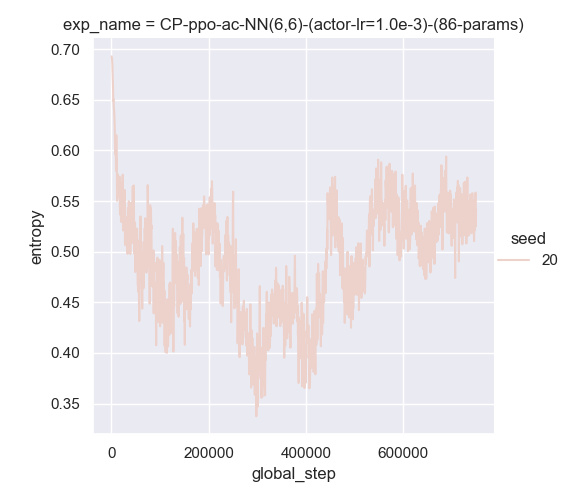 exp_name = CP-ppo-ac-NN(6,6)-(actor-lr=1.0e-3)-(86-params)
0.70
0.65
0.60
0.55
0.50
0.45
0.40
0.35
entropy
0 200000 400000 600000
global_step
seed
20